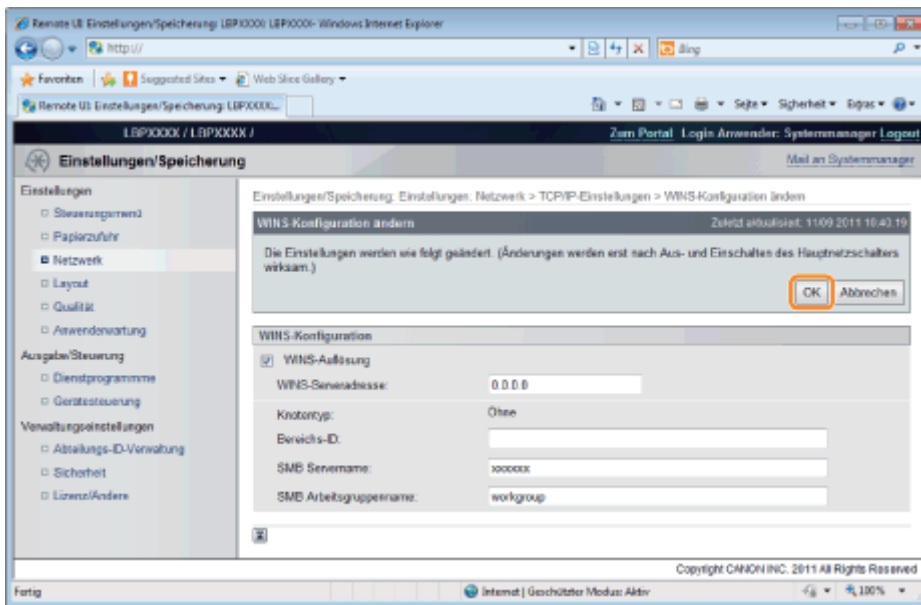 Remote UI: Einstellungen/Speicherung: LBPXXXX: LBPXXXX - Windows Internet Explorer
http://
Bing
Favoriten
Suggested Sites
Web Slice Gallery
Remote UI: Einstellungen/Speicherung: LBPXXXX:...
Seite
Sicherheit
Extras
LBPXXXX / LBPXXXX /
Zum Portal Login Anwender: Systemmanager Logout
Einstellungen/Speicherung
Mail an Systemmanager
Einstellungen
Steuerungsmenü
Papierzufuhr
Netzwerk
Layout
Qualität
Anwenderwartung
Ausgabe/Steuerung
Dienstprogramme
Gerätesteuerung
Verwaltungseinstellungen
Abteilungs-ID-Verwaltung
Sicherheit
Lizenz/Andere
Einstellungen/Speicherung: Einstellungen: Netzwerk > TCP/IP-Einstellungen > WINS-Konfiguration ändern
WINS-Konfiguration ändern
Zuletzt aktualisiert: 11/09 2011 10:43:19
Die Einstellungen werden wie folgt geändert. (Änderungen werden erst nach Aus- und Einschalten des Hauptnetzschalters
wirksam.)
OK
Abbrechen
WINS-Konfiguration
WINS-Auflösung
WINS-Serveradresse:
0.0.0.0
Knotentyp:
Ohne
Bereichs-ID:
SMB Servername:
xxxxxxx
SMB Arbeitsgruppenname:
workgroup
Copyright CANON INC. 2011 All Rights Reserved
Fertig
Internet | Geschützter Modus: Aktiv
100%